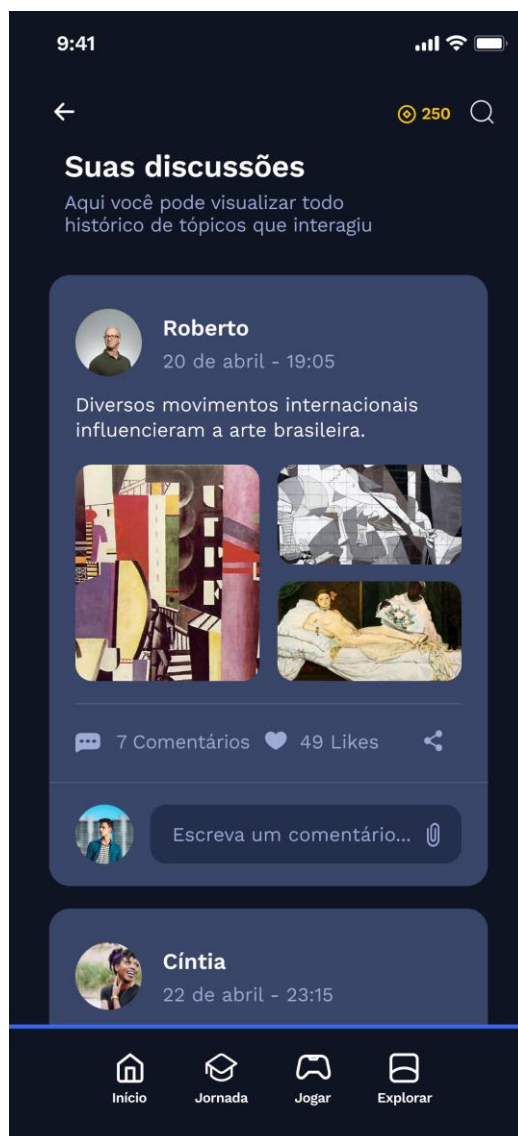 9:41
250
Suas discussões
Aqui você pode visualizar todo
histórico de tópicos que interagiu
Roberto
20 de abril - 19:05
Diversos movimentos internacionais
influencieram a arte brasileira.
7 Comentários
49 Likes
Escreva um comentário...
Cíntia
22 de abril - 23:15
Início
Jornada
Jogar
Explorar